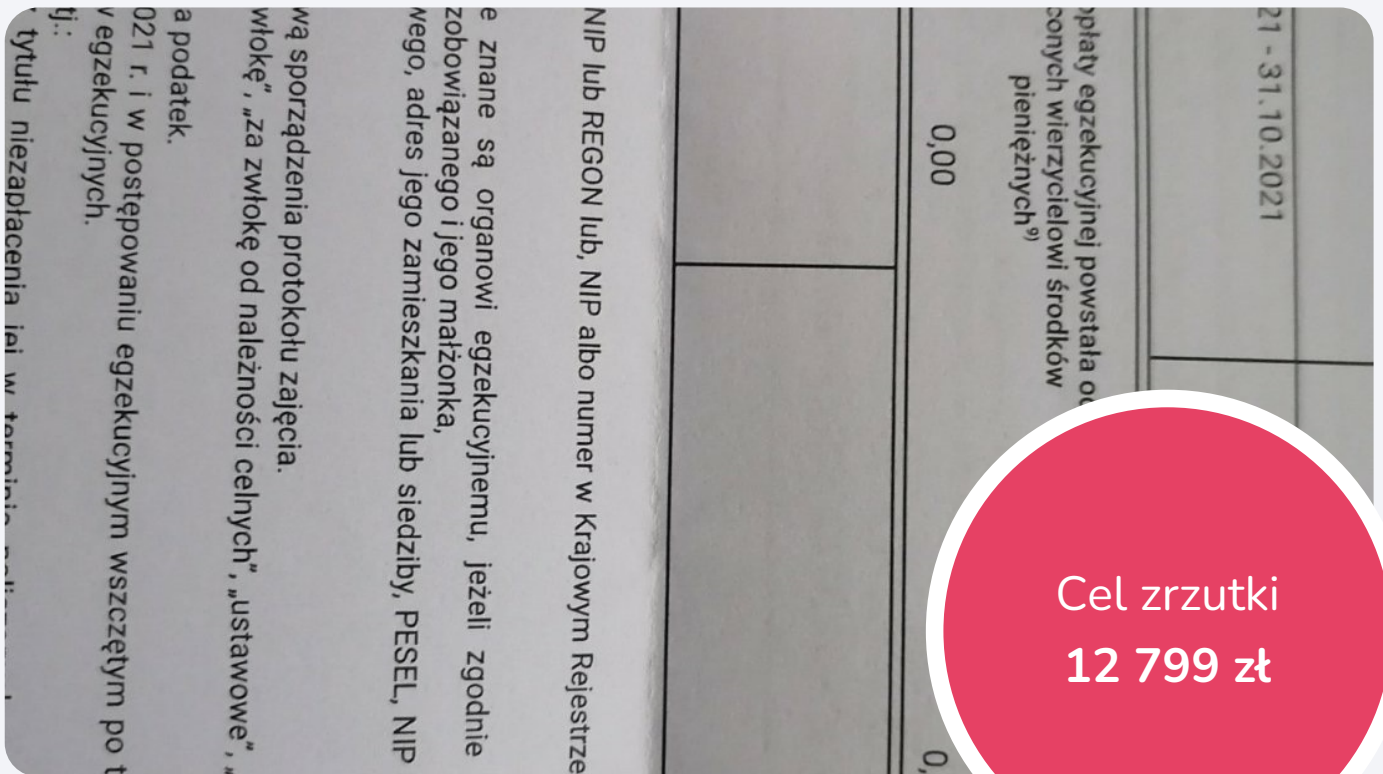 21 - 31.10.2021
opłaty egzekucyjnej powstała od
conych wierzycielowi środków
pieniężnych⁹⁾
0,00
0,
NIP lub REGON lub, NIP albo numer w Krajowym Rejestrze
e znane są organowi egzekucyjnemu, jeżeli zgodnie
zobowiązanego i jego małżonka,
wego, adres jego zamieszkania lub siedziby, PESEL, NIP
wą sporządzenia protokołu zajęcia.
włokę”, „za zwłokę od należności celnych”, „ustawowe”, „
a podatek.
021 r. i w postępowaniu egzekucyjnym wszczętym po t
w egzekucyjnych.
tj.:
tytułu niezapłacenia jej w terminie
Cel zrzutki
12 799 zł